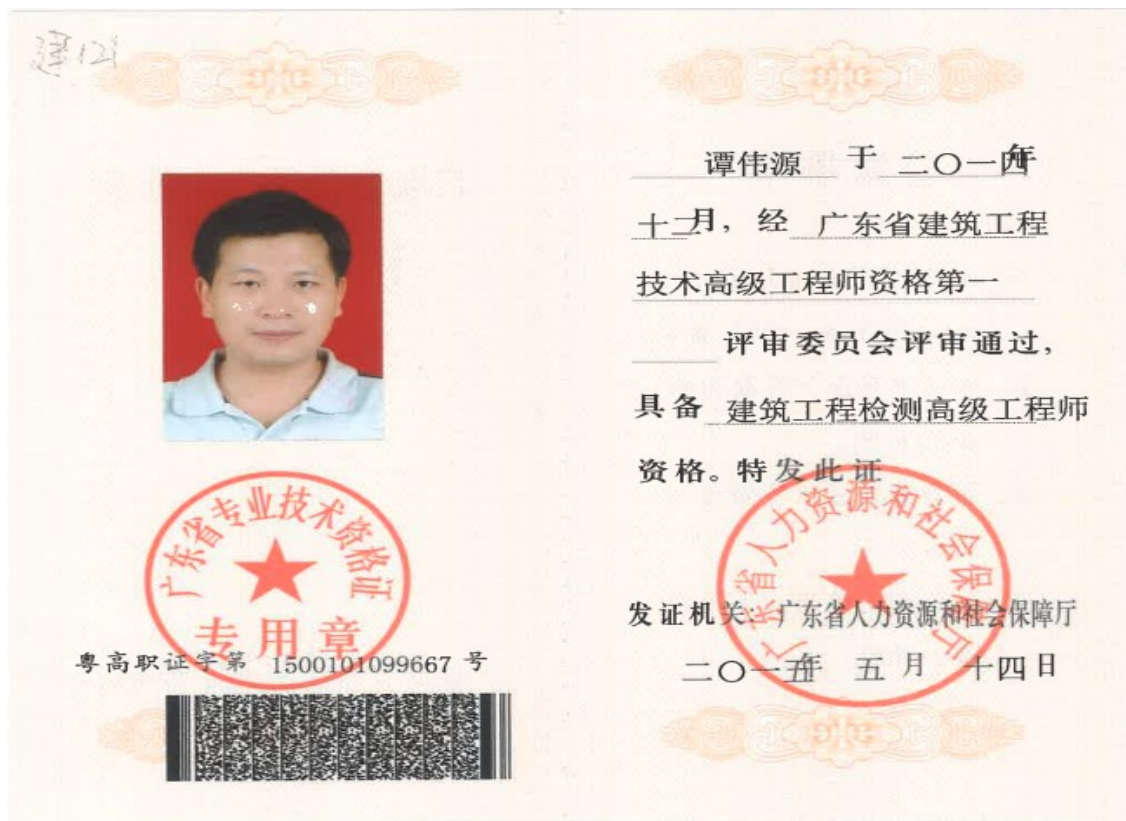 建121
广东省专业技术资格证
专用章
粤高职证字第 1500101099667 号
谭伟源 于 二〇一四年
十二月，经 广东省建筑工程
技术高级工程师资格第一
评审委员会评审通过，
具备 建筑工程检测高级工程师
资格。特发此证
广东省人力资源和社会保障厅
发证机关：广东省人力资源和社会保障厅
二〇一五年 五月 十四日